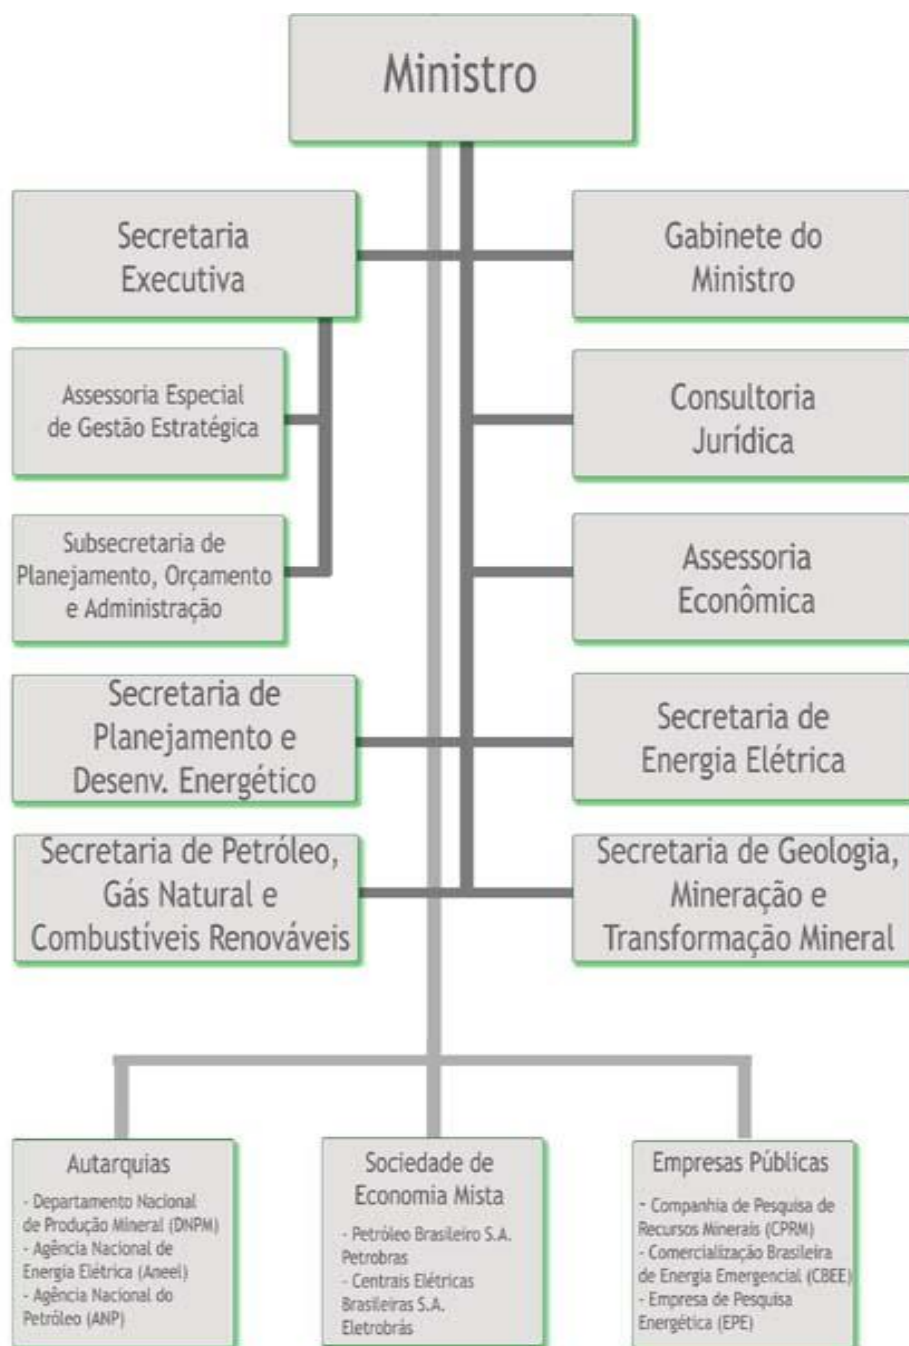 Ministro
Secretaria
Executiva
Gabinete do
Ministro
Assessoria Especial
de Gestão Estratégica
Consultoria
Jurídica
Subsecretaria de
Planejamento, Orçamento
e Administração
Assessoria
Econômica
Secretaria de
Planejamento e
Desenv. Energético
Secretaria de
Energia Elétrica
Secretaria de Petróleo,
Gás Natural e
Combustíveis Renováveis
Secretaria de Geologia,
Mineração e
Transformação Mineral
Autarquias
- Departamento Nacional
de Produção Mineral (DNPM)
- Agência Nacional de
Energia Elétrica (Aneel)
- Agência Nacional do
Petróleo (ANP)
Sociedade de
Economia Mista
- Petróleo Brasileiro S.A.
Petrobras
- Centrais Elétricas
Brasileiras S.A.
Eletrobrás
Empresas Públicas
- Companhia de Pesquisa de
Recursos Minerais (CPRM)
- Comercialização Brasileira
de Energia Emergencial (CBEE)
- Empresa de Pesquisa
Energética (EPE)